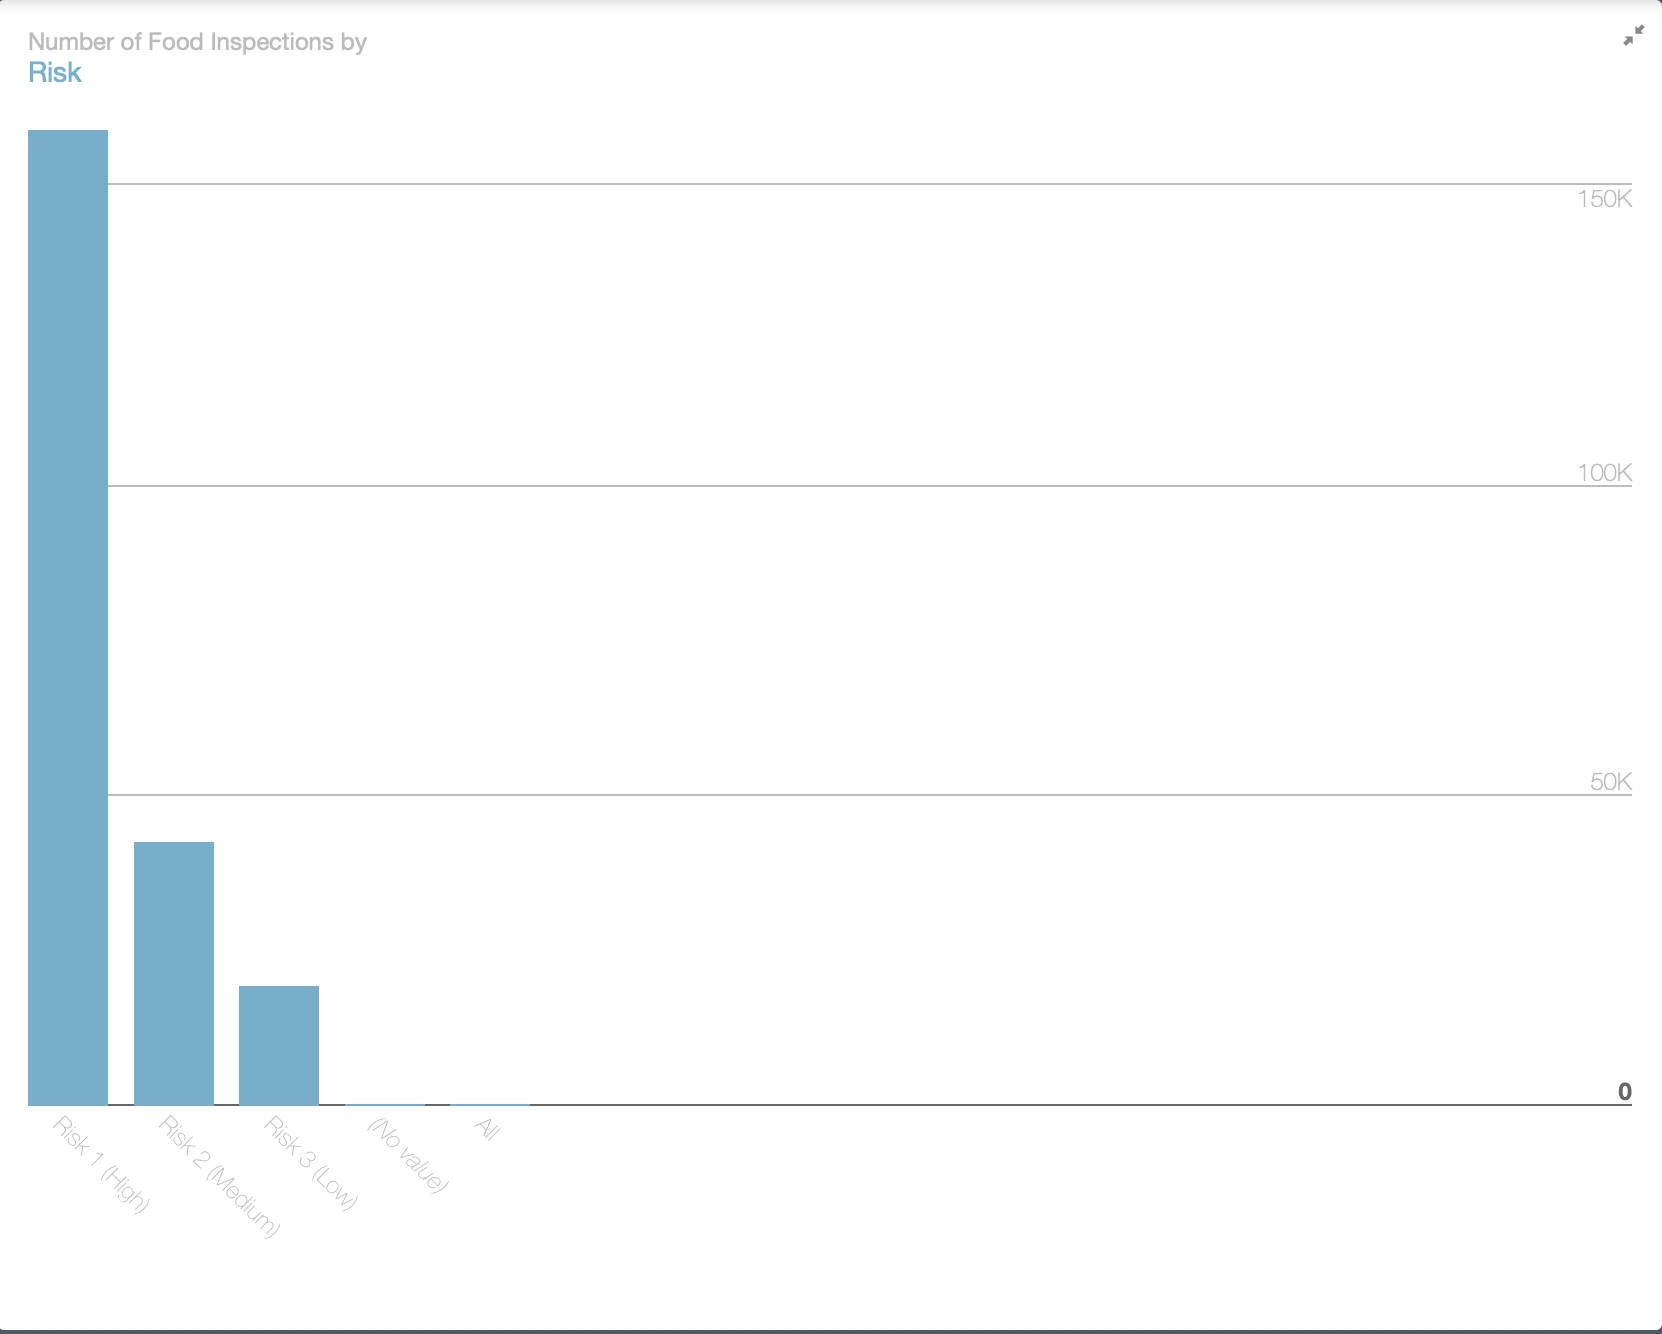 Number of Food Inspections by
Risk
150K
100K
50K
0
Risk 1 (High)
Risk 2 (Medium)
Risk 3 (Low)
(No value)
All